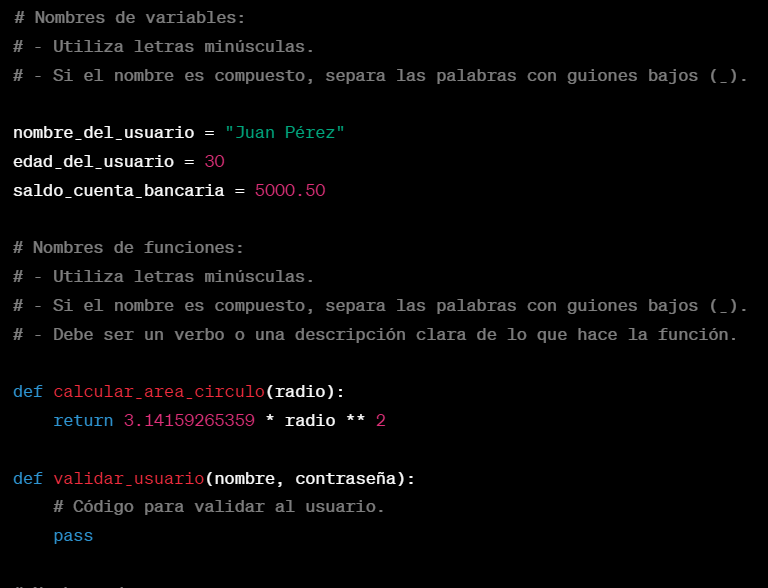 # Nombres de variables:
# - Utiliza letras minúsculas.
# - Si el nombre es compuesto, separa las palabras con guiones bajos (_).
nombre_del_usuario = "Juan Pérez"
edad_del_usuario = 30
saldo_cuenta_bancaria = 5000.50
# Nombres de funciones:
# - Utiliza letras minúsculas.
# - Si el nombre es compuesto, separa las palabras con guiones bajos (_).
# - Debe ser un verbo o una descripción clara de lo que hace la función.
def calcular_area_circulo(radio):
    return 3.14159265359 * radio ** 2
def validar_usuario(nombre, contraseña):
    # Código para validar al usuario.
    pass